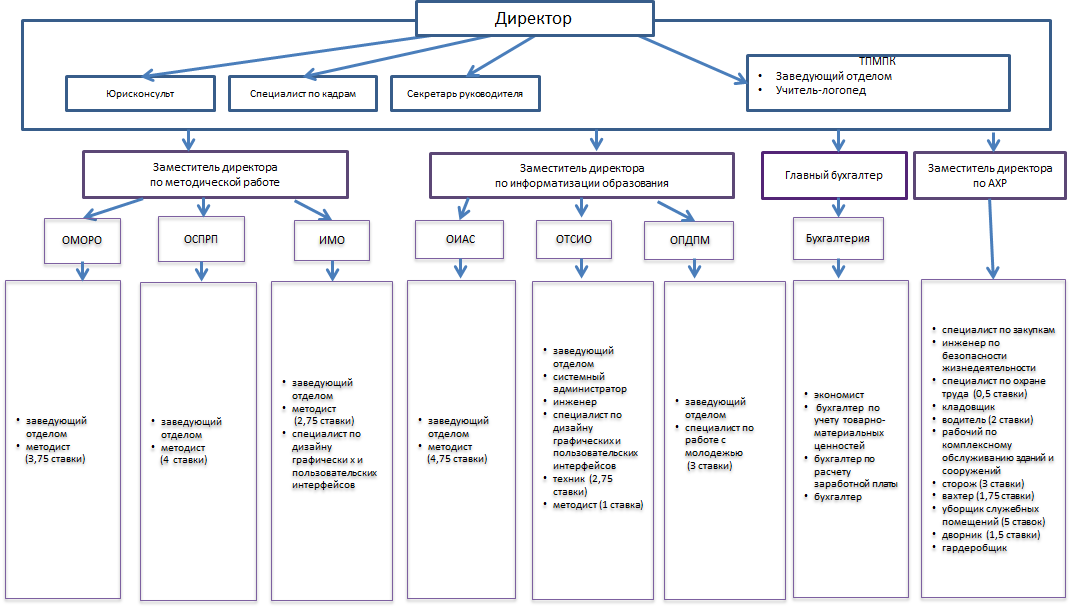 Директор
ТПМПК
• Заведующий отделом
• Учитель-логопед
Юрисконсульт
Специалист по кадрам
Секретарь руководителя
Заместитель директора
по методической работе
Заместитель директора
по информатизации образования
Главный бухгалтер
Заместитель директора
по АХР
ОМОРО
ОСПРП
ИМО
ОИАС
ОТСИО
ОПДПМ
Бухгалтерия
• заведующий
отделом
• методист
(3,75 ставки)
• заведующий
отделом
• методист
(4 ставки)
• заведующий
отделом
• методист
(2,75 ставки)
• специалист по
дизайну
графически х и
пользовательских
интерфейсов
• заведующий
отделом
• методист
(4,75 ставки)
• заведующий
отделом
• системный
администратор
• инженер
• специалист по
дизайну
графических и
пользовательских
интерфейсов
• техник (2,75
ставки)
• методист (1 ставка)
• заведующий
отделом
• специалист по
работе с
молодежью
(3 ставки)
• экономист
• бухгалтер по
учету товарно-
материальных
ценностей
• бухгалтер по
расчету
заработной платы
• бухгалтер
• специалист по закупкам
• инженер по
безопасности
жизнедеятельности
• специалист по охране
труда (0,5 ставки)
• кладовщик
• водитель (2 ставки)
• рабочий по
комплексному
обслуживанию зданий и
сооружений
• сторож (3 ставки)
• вахтер (1,75 ставки)
• уборщик служебных
помещений (5 ставок)
• дворник (1,5 ставки)
• гардеробщик